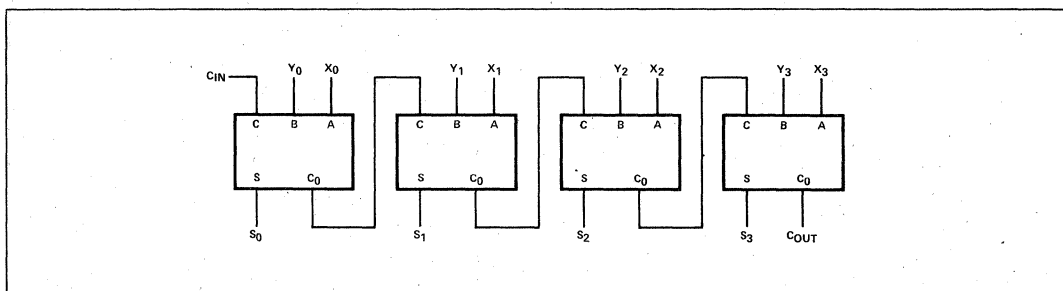 CIN Y0 X0 Y1 X1 Y2 X2 Y3 X3
C B A C B A C B A C B A
S C0 S C0 S C0 S C0
S0 S1 S2 S3 COUT